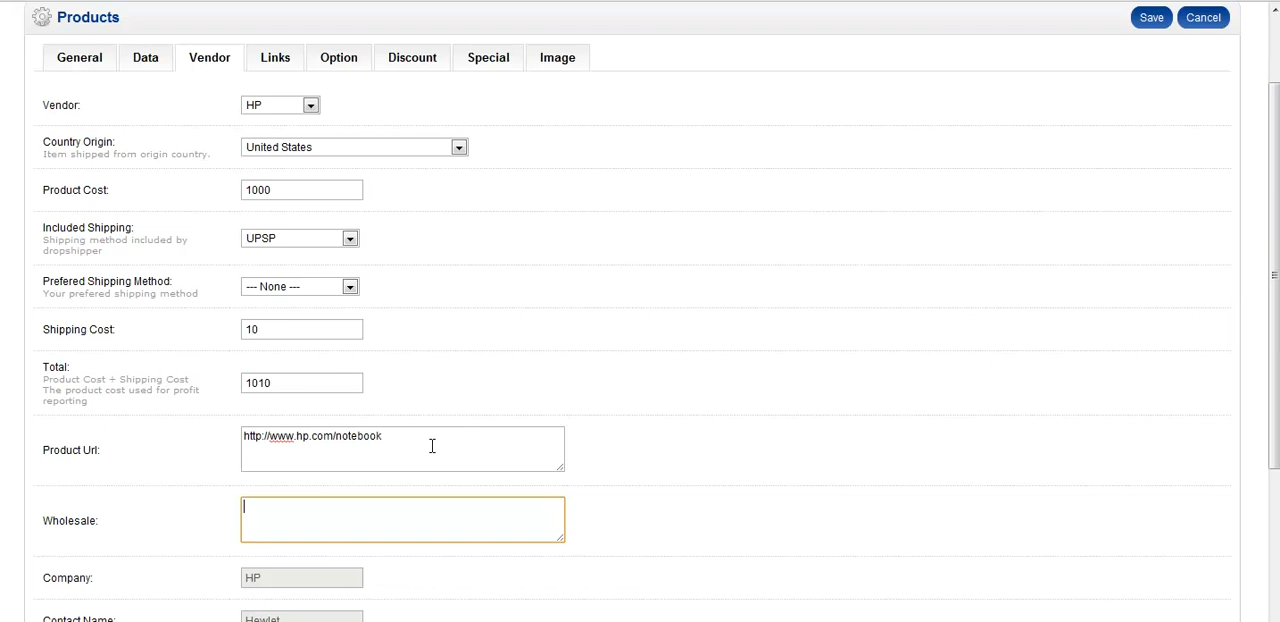 Products
Save Cancel
General Data Vendor Links Option Discount Special Image
Vendor: HP
Country Origin: United States
Item shipped from origin country.
Product Cost: 1000
Included Shipping: UPSP
Shipping method included by
dropshipper
Prefered Shipping Method: --- None ---
Your prefered shipping method
Shipping Cost: 10
Total: 1010
Product Cost + Shipping Cost
The product cost used for profit
reporting
Product Url: http://www.hp.com/notebook
Wholesale:
Company: HP
Contact Name: Hewlet